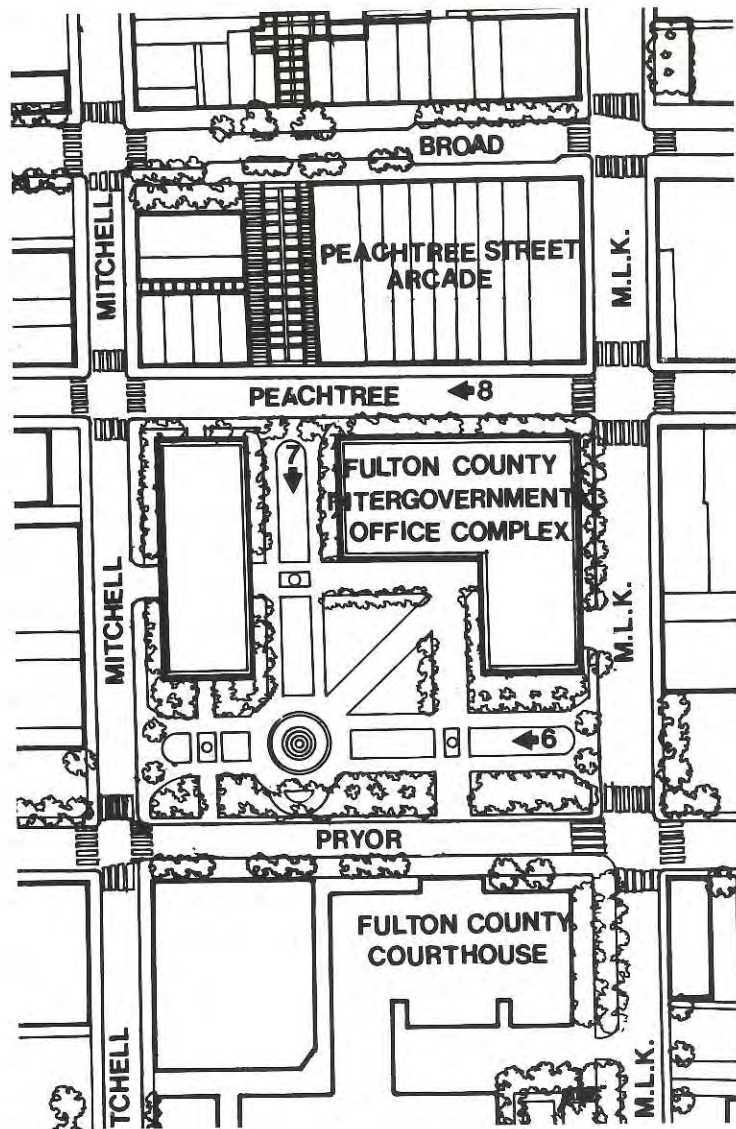 BROAD
MITCHELL
M.L.K.
PEACHTREE STREET
ARCADE
PEACHTREE
8
7
FULTON COUNTY
INTERGOVERNMENTAL
OFFICE COMPLEX
MITCHELL
M.L.K.
6
PRYOR
FULTON COUNTY
COURTHOUSE
TCHELL
M.L.K.